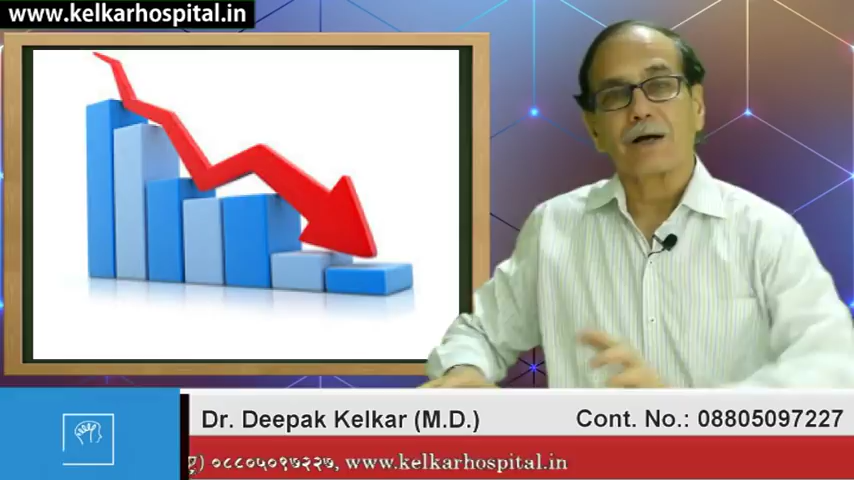 www.kelkarhospital.in
Dr. Deepak Kelkar (M.D.)
Cont. No.: 08805097227
०८८०५०९७२२७, www.kelkarhospital.in